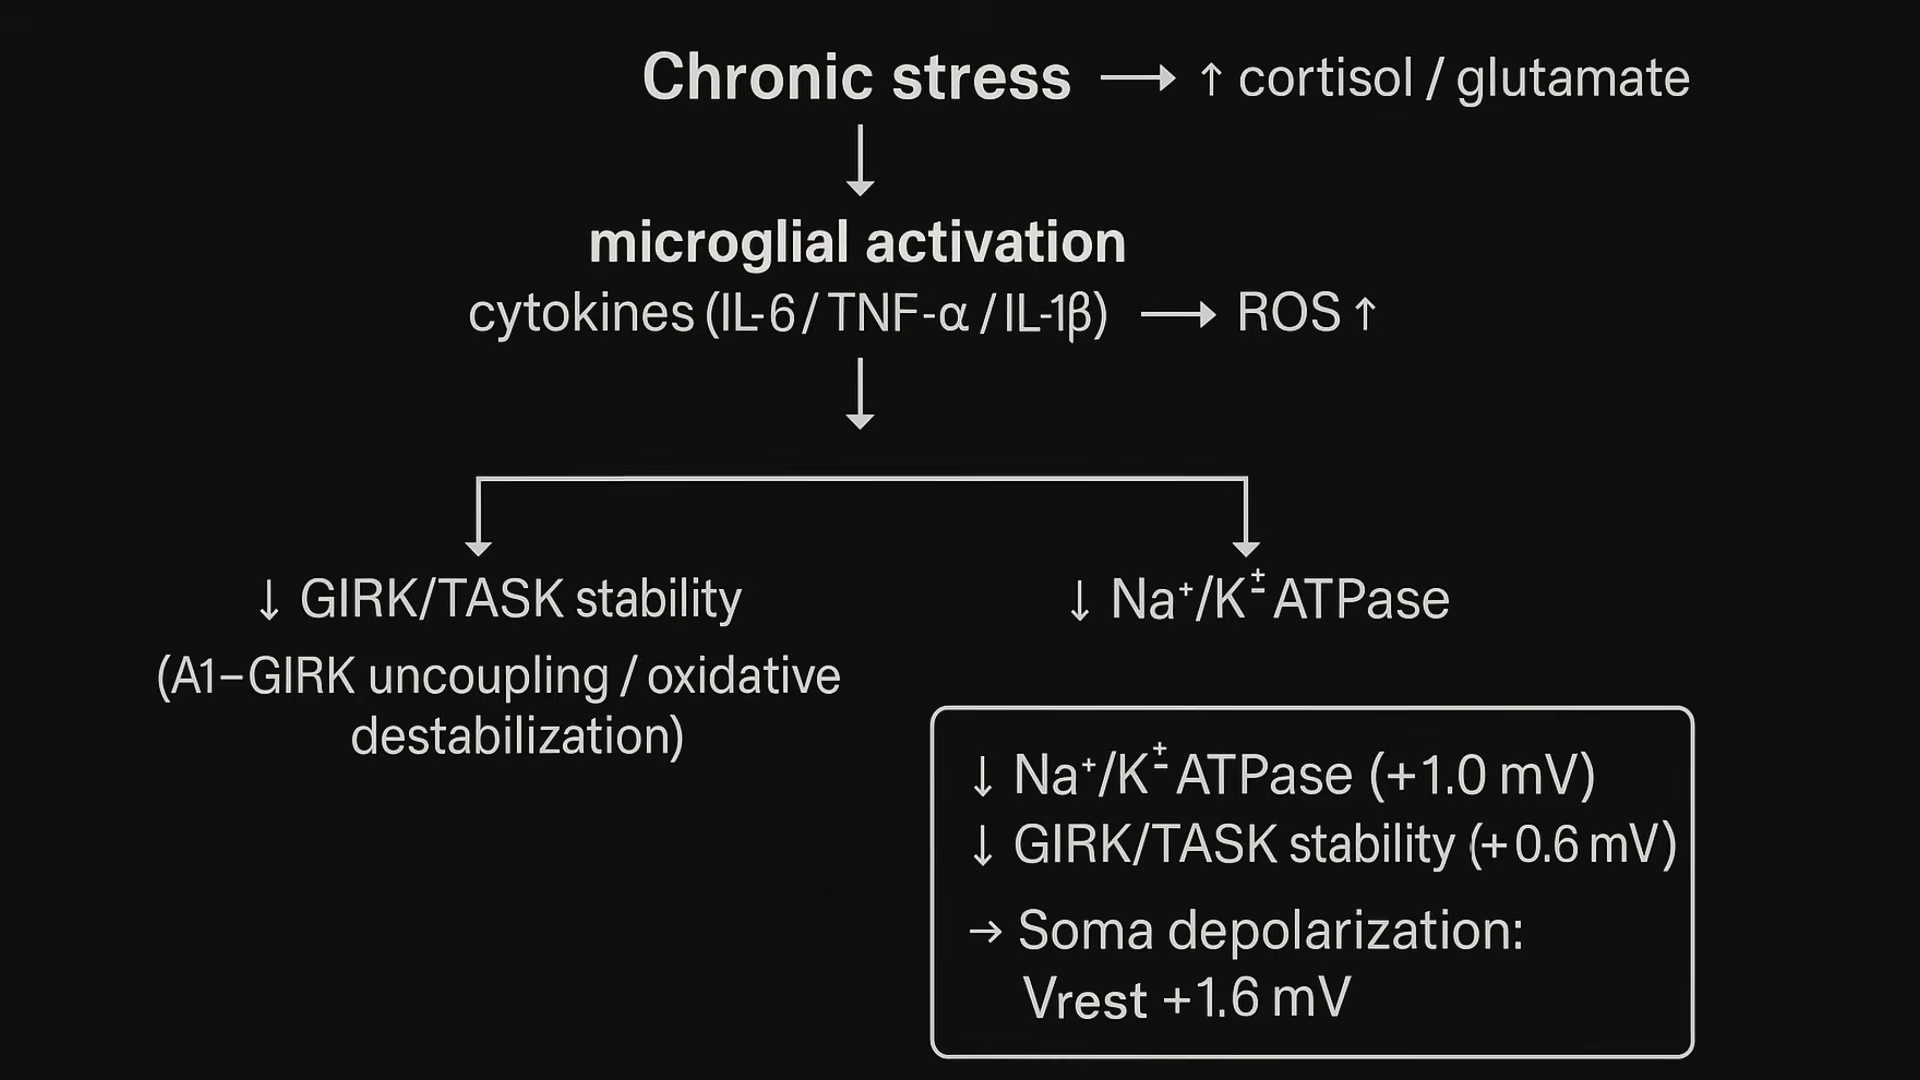 Chronic stress → ↑ cortisol / glutamate
microglial activation
cytokines (IL-6 / TNF-α / IL-1β) → ROS ↑
↓ GIRK/TASK stability
↓ Na⁺/K⁺-ATPase
(A1–GIRK uncoupling / oxidative
destabilization)
↓ Na⁺/K⁺-ATPase (+1.0 mV)
↓ GIRK/TASK stability (+0.6 mV)
→ Soma depolarization:
Vrest +1.6 mV